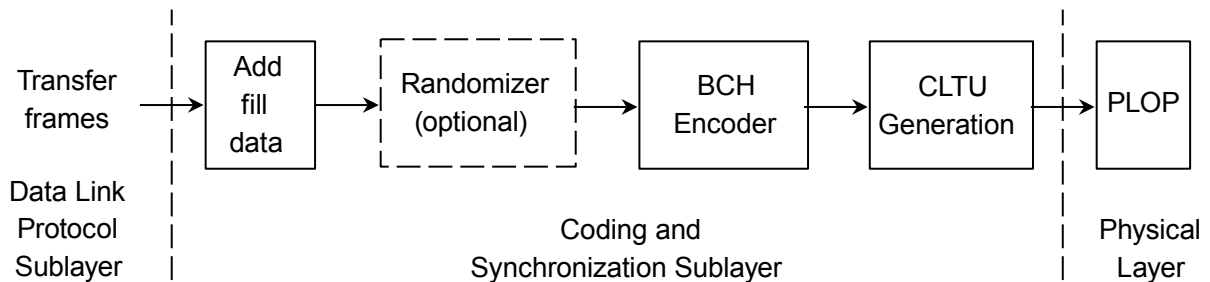 Transfer
frames
Add
fill
data
Randomizer
(optional)
BCH
Encoder
CLTU
Generation
PLOP
Data Link
Protocol
Sublayer
Coding and
Synchronization Sublayer
Physical
Layer